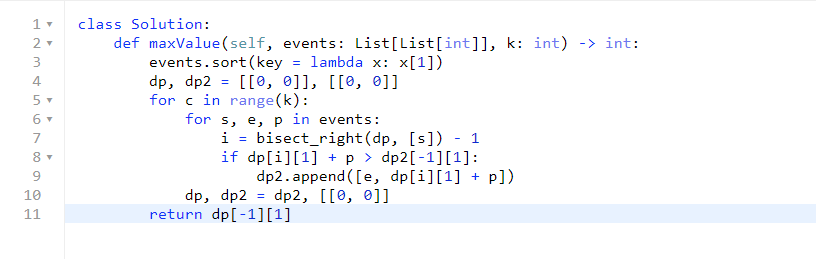 1 class Solution:
2     def maxValue(self, events: List[List[int]], k: int) -> int:
3         events.sort(key = lambda x: x[1])
4         dp, dp2 = [[0, 0]], [[0, 0]]
5         for c in range(k):
6             for s, e, p in events:
7                 i = bisect_right(dp, [s]) - 1
8                 if dp[i][1] + p > dp2[-1][1]:
9                     dp2.append([e, dp[i][1] + p])
10             dp, dp2 = dp2, [[0, 0]]
11         return dp[-1][1]